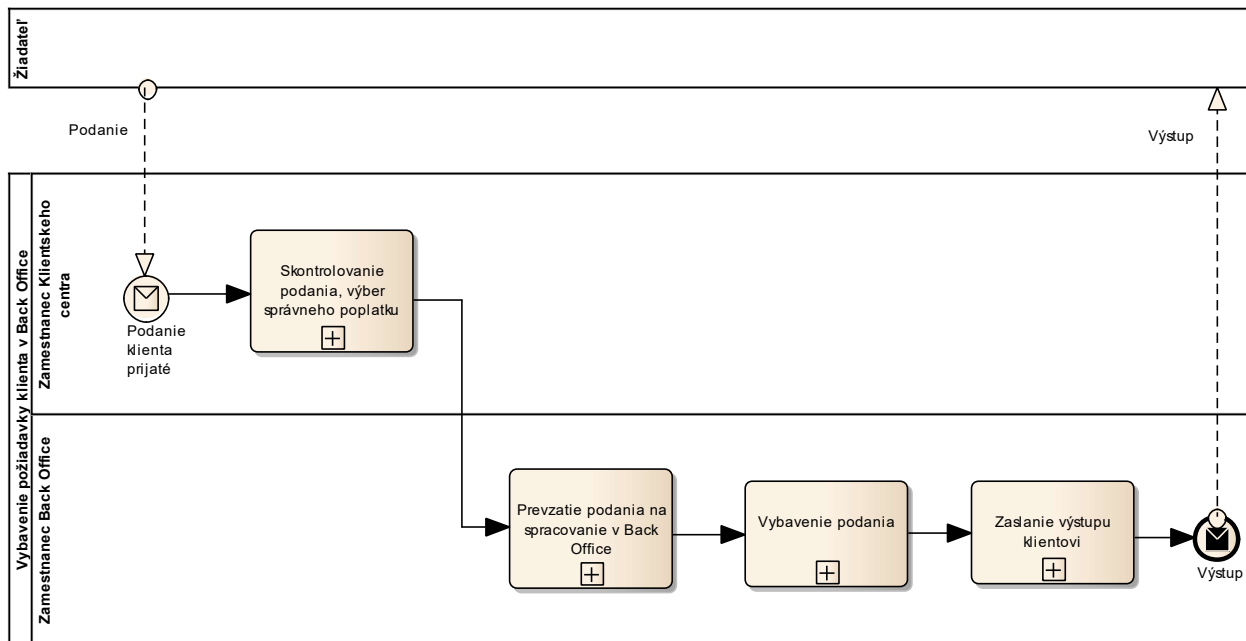 Žiadateľ
Podanie
Výstup
Vybavenie požiadavky klienta v Back Office
Zamestnanec Klientskeho
centra
Podanie
klienta
prijaté
Skontrolovanie
podania, výber
správneho poplatku
Zamestnanec Back Office
Prevzatie podania na
spracovanie v Back
Office
Vybavenie podania
Zaslanie výstupu
klientovi
Výstup